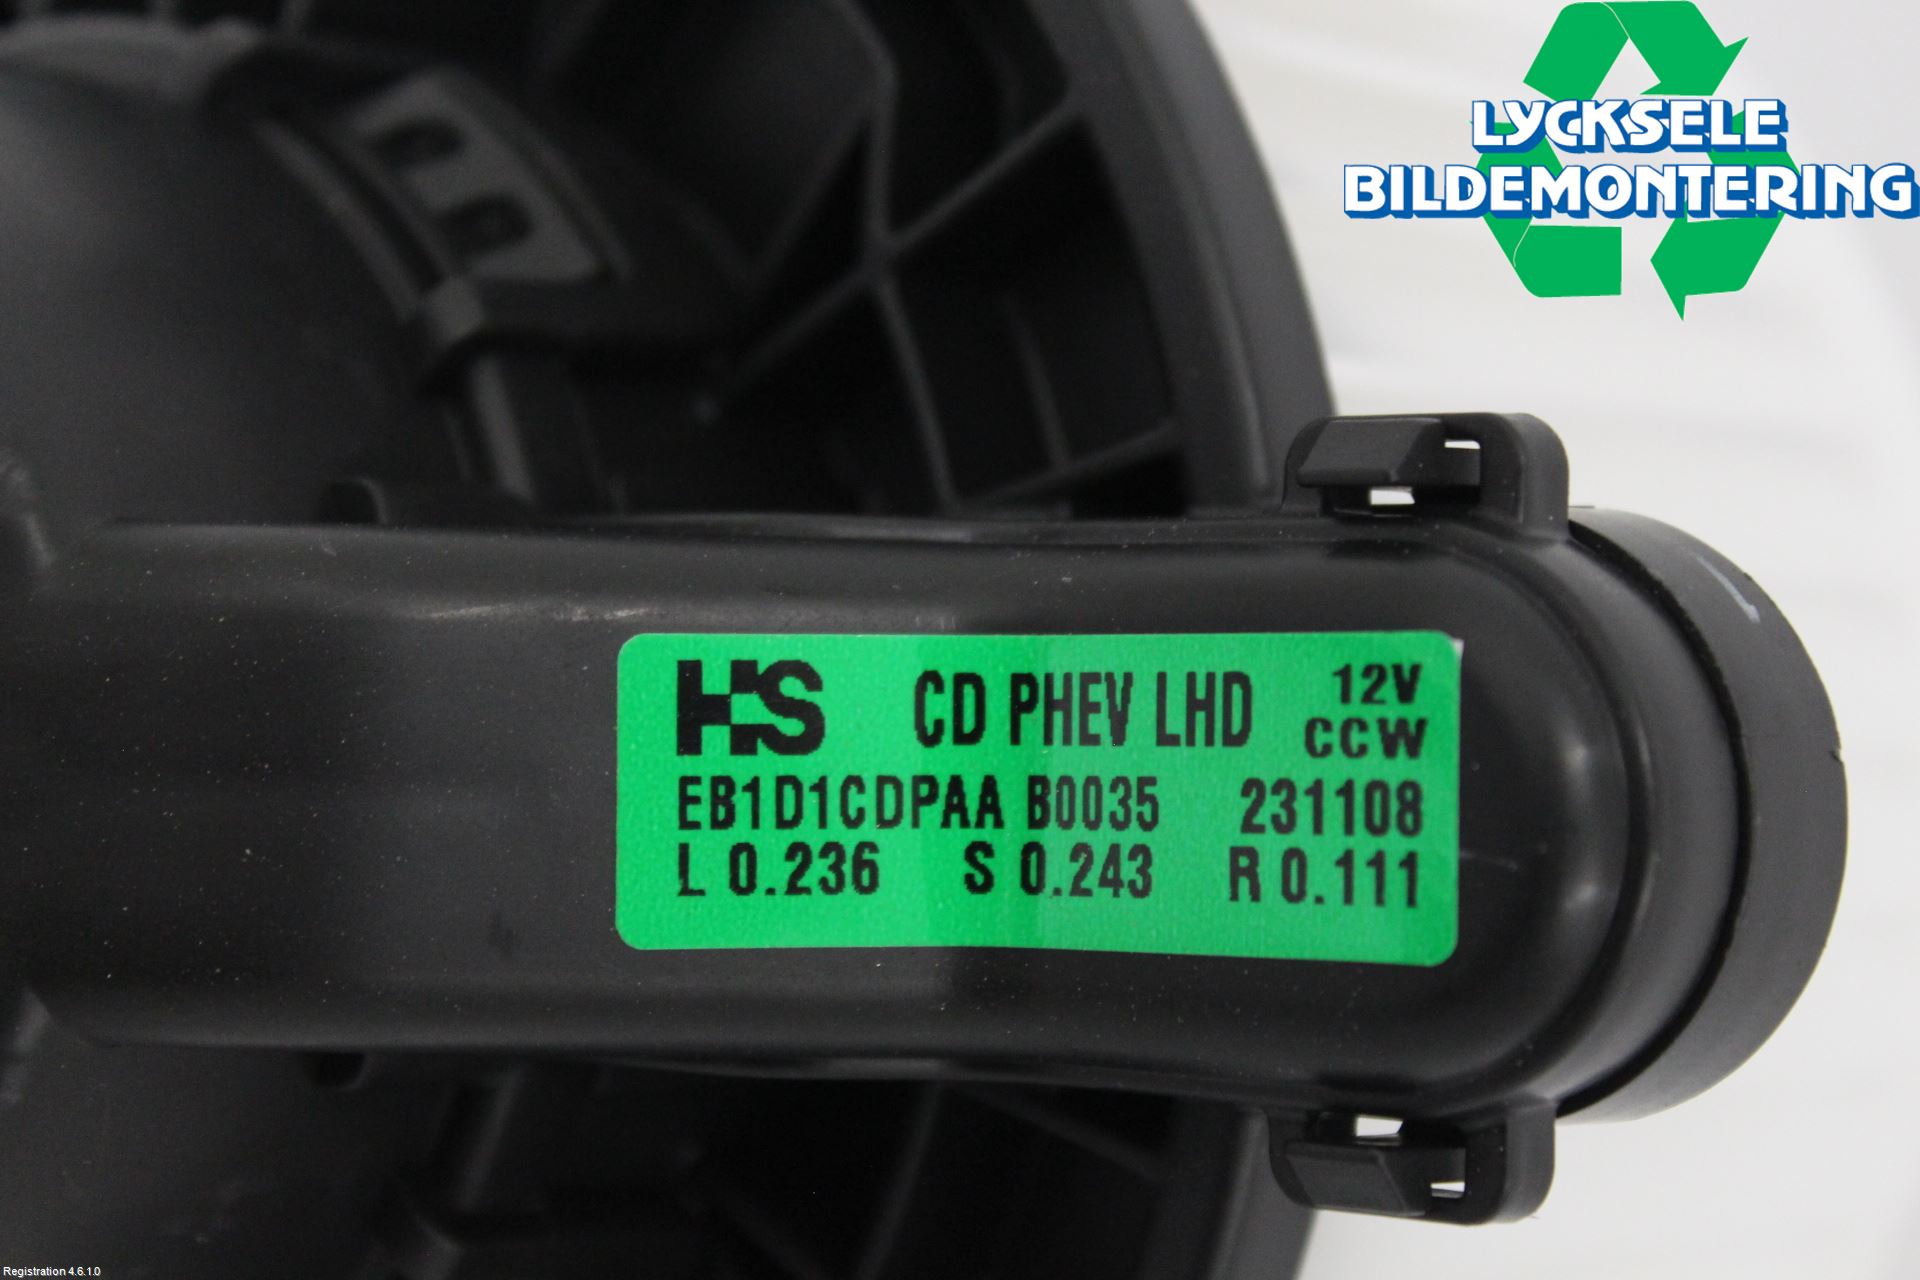 LYCKSELE
BILDEMONTERING
HS CD PHEV LHD 12V
CCW
EB1D1CDPAA B0035 231108
L 0.236 S 0.243 R 0.111
Registration 4.6.1.0